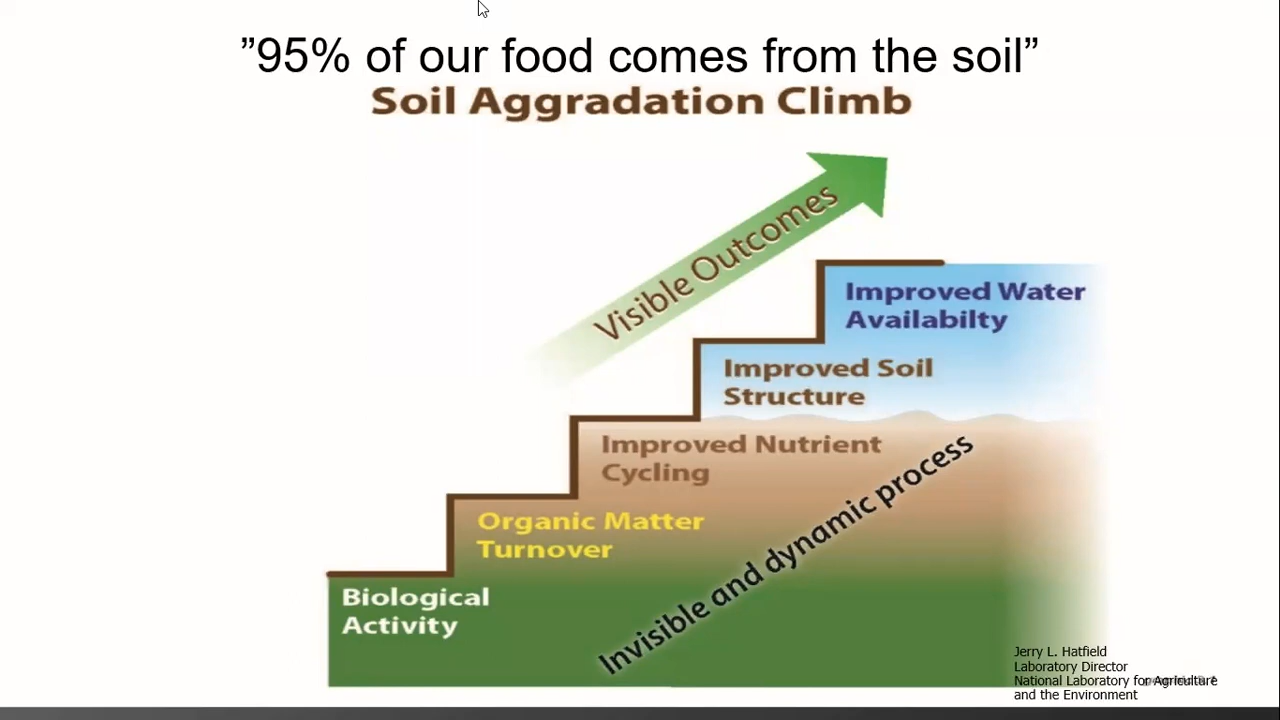 ”95% of our food comes from the soil”
Soil Aggradation Climb
Visible Outcomes
Improved Water
Availabilty
Improved Soil
Structure
Improved Nutrient
Cycling
Organic Matter
Turnover
Biological
Activity
Invisible and dynamic process
Jerry L. Hatfield
Laboratory Director
National Laboratory for Agriculture
and the Environment